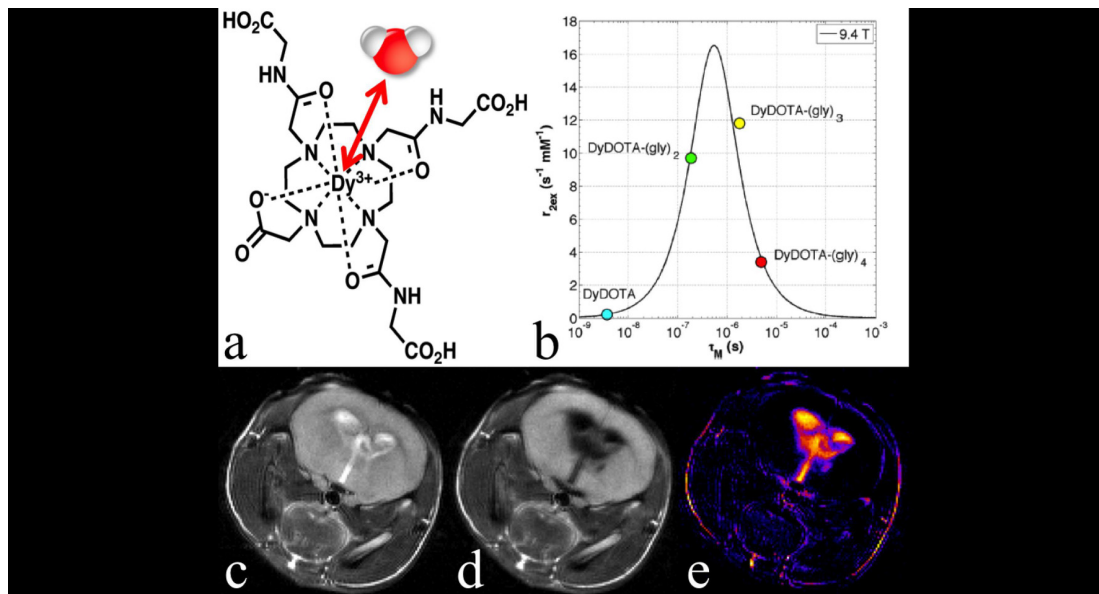 HO₂C
HN
O
H
N
CO₂H
N
N
O
Dy³⁺
O⁻
O
N
N
O
HN
CO₂H
a
9.4 T
18
16
14
12
10
8
6
4
2
0
r₂ₑₓ (s⁻¹ mM⁻¹)
DyDOTA-(gly)₃
DyDOTA-(gly)₂
DyDOTA-(gly)₄
DyDOTA
10⁻⁹ 10⁻⁸ 10⁻⁷ 10⁻⁶ 10⁻⁵ 10⁻⁴ 10⁻³
τM (s)
b
c
d
e